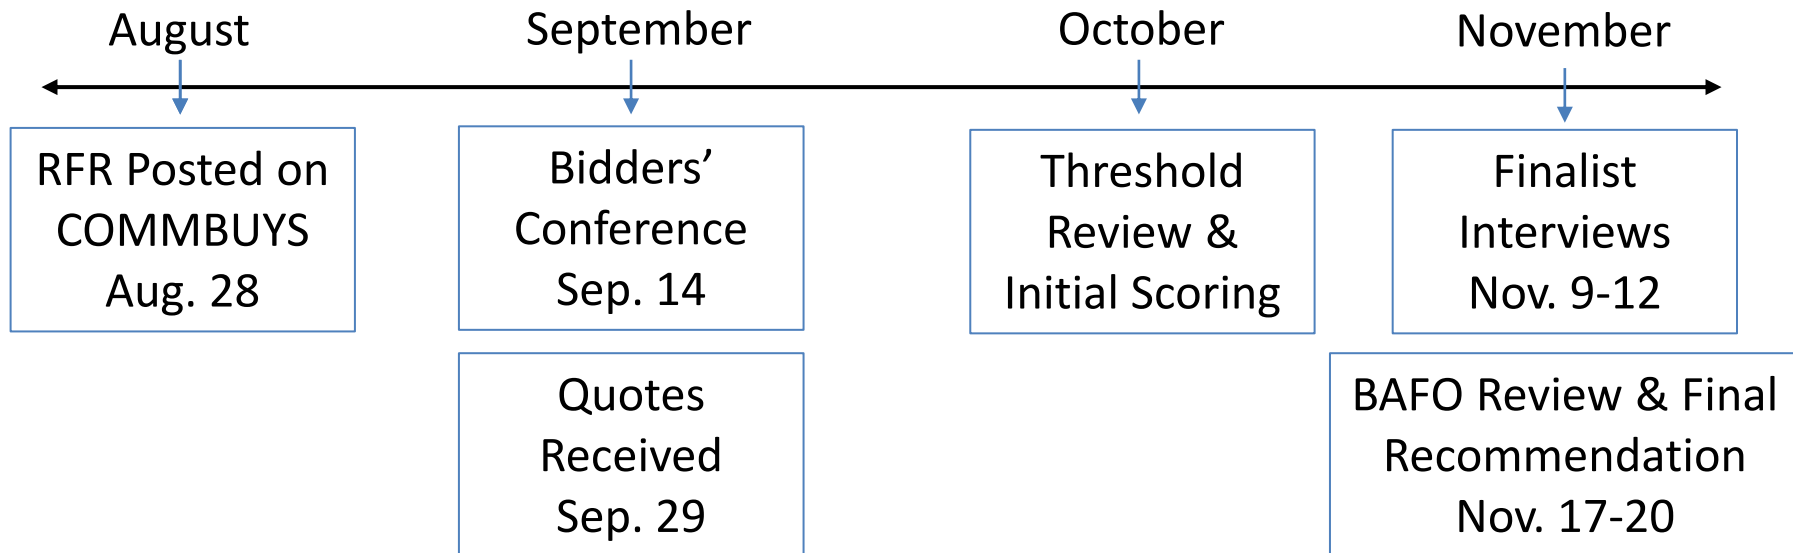 August
September
October
November
RFR Posted on
COMMBUYS
Aug. 28
Bidders’
Conference
Sep. 14
Quotes
Received
Sep. 29
Threshold
Review &
Initial Scoring
Finalist
Interviews
Nov. 9-12
BAFO Review & Final
Recommendation
Nov. 17-20